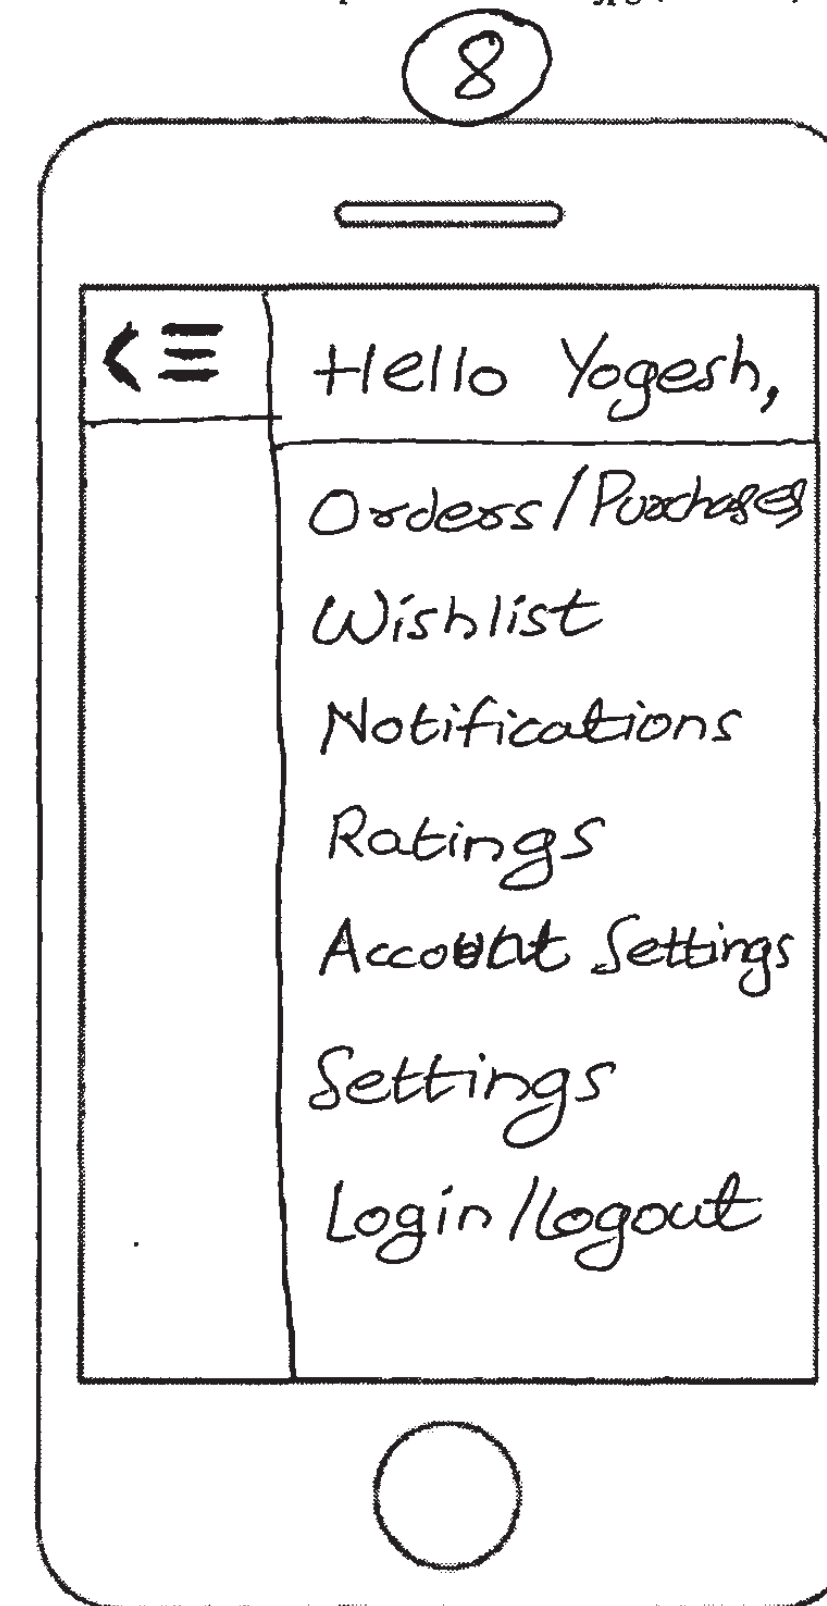 8
Hello Yogesh,
Orders/Purchases
Wishlist
Notifications
Ratings
Account Settings
Settings
Login/Logout